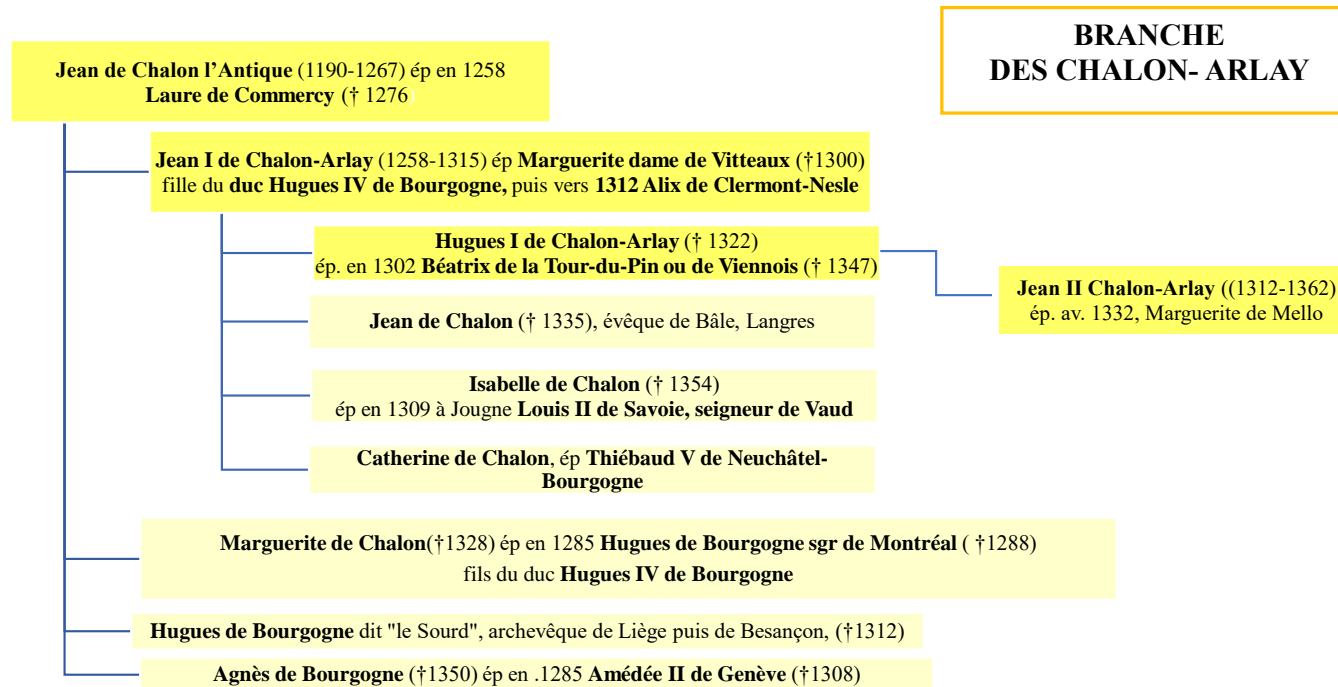 BRANCHE
DES CHALON- ARLAY
Jean de Chalon l’Antique (1190-1267) ép en 1258
Laure de Commercy († 1276)
Jean I de Chalon-Arlay (1258-1315) ép Marguerite dame de Vitteaux (†1300)
fille du duc Hugues IV de Bourgogne, puis vers 1312 Alix de Clermont-Nesle
Hugues I de Chalon-Arlay († 1322)
ép. en 1302 Béatrix de la Tour-du-Pin ou de Viennois († 1347)
Jean II Chalon-Arlay ((1312-1362)
ép. av. 1332, Marguerite de Mello
Jean de Chalon († 1335), évêque de Bâle, Langres
Isabelle de Chalon († 1354)
ép en 1309 à Jougne Louis II de Savoie, seigneur de Vaud
Catherine de Chalon, ép Thiébaud V de Neuchâtel-
Bourgogne
Marguerite de Chalon(†1328) ép en 1285 Hugues de Bourgogne sgr de Montréal ( †1288)
fils du duc Hugues IV de Bourgogne
Hugues de Bourgogne dit "le Sourd", archevêque de Liège puis de Besançon, (†1312)
Agnès de Bourgogne (†1350) ép en .1285 Amédée II de Genève (†1308)